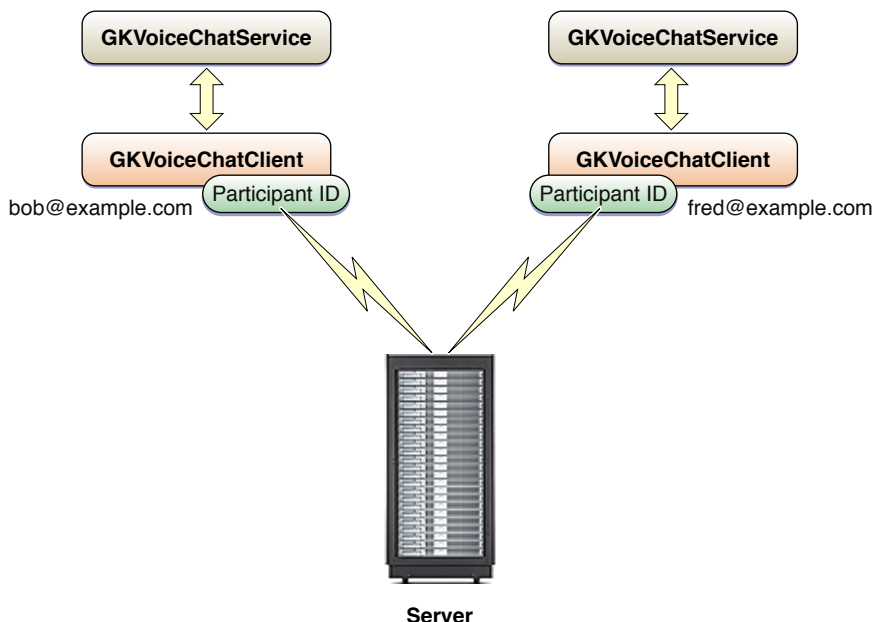 GKVoiceChatService
GKVoiceChatService
GKVoiceChatClient
GKVoiceChatClient
Participant ID
Participant ID
bob@example.com
fred@example.com
Server